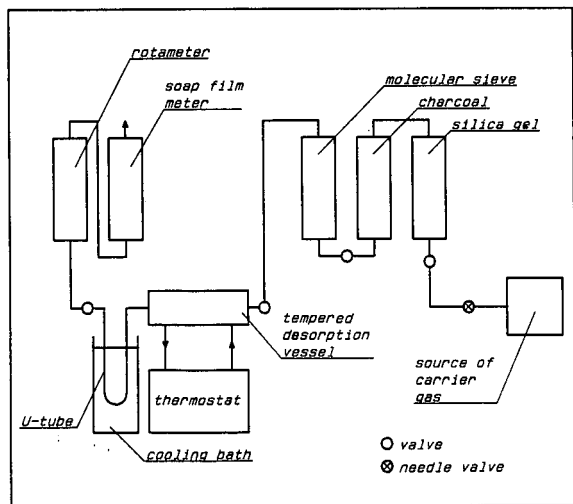 rotameter
soap film
meter
molecular sieve
charcoal
silica gel
tempered
desorption
vessel
source of
carrier
gas
thermostat
U-tube
cooling bath
valve
needle valve